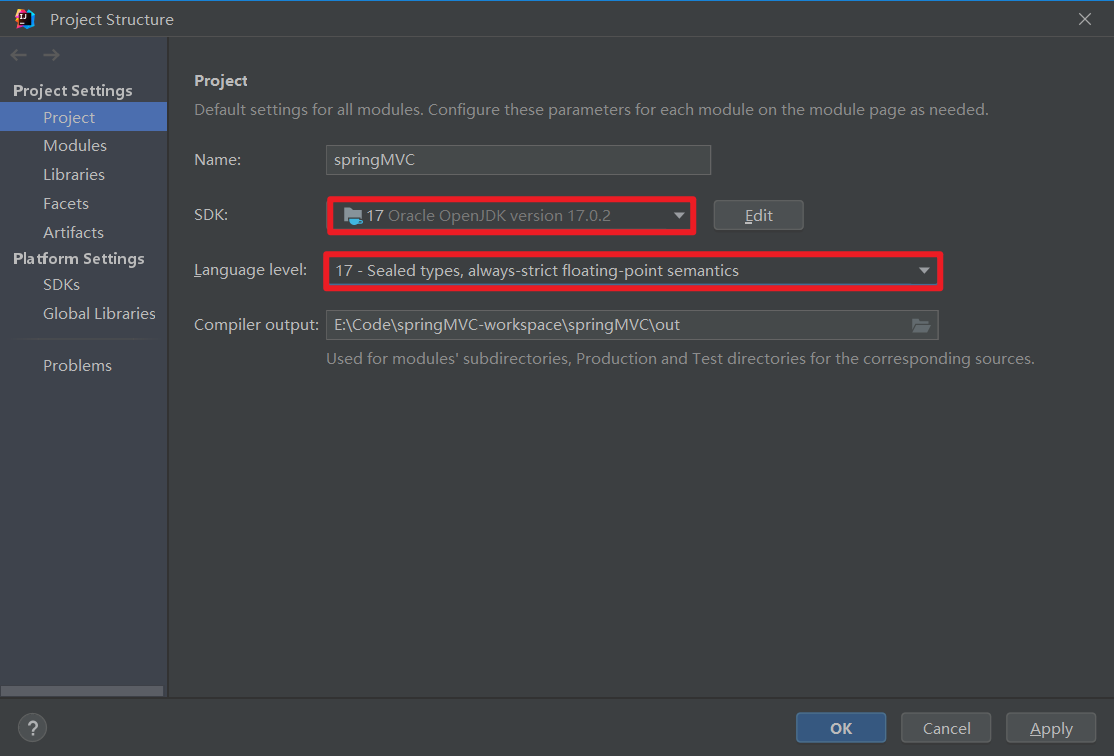 Project Structure
Project Settings
Project
Modules
Libraries
Facets
Artifacts
Platform Settings
SDKs
Global Libraries
Problems
Project
Default settings for all modules. Configure these parameters for each module on the module page as needed.
Name: springMVC
SDK: 17 Oracle OpenJDK version 17.0.2 Edit
Language level: 17 - Sealed types, always-strict floating-point semantics
Compiler output: E:\Code\springMVC-workspace\springMVC\out
Used for modules' subdirectories, Production and Test directories for the corresponding sources.
? OK Cancel Apply